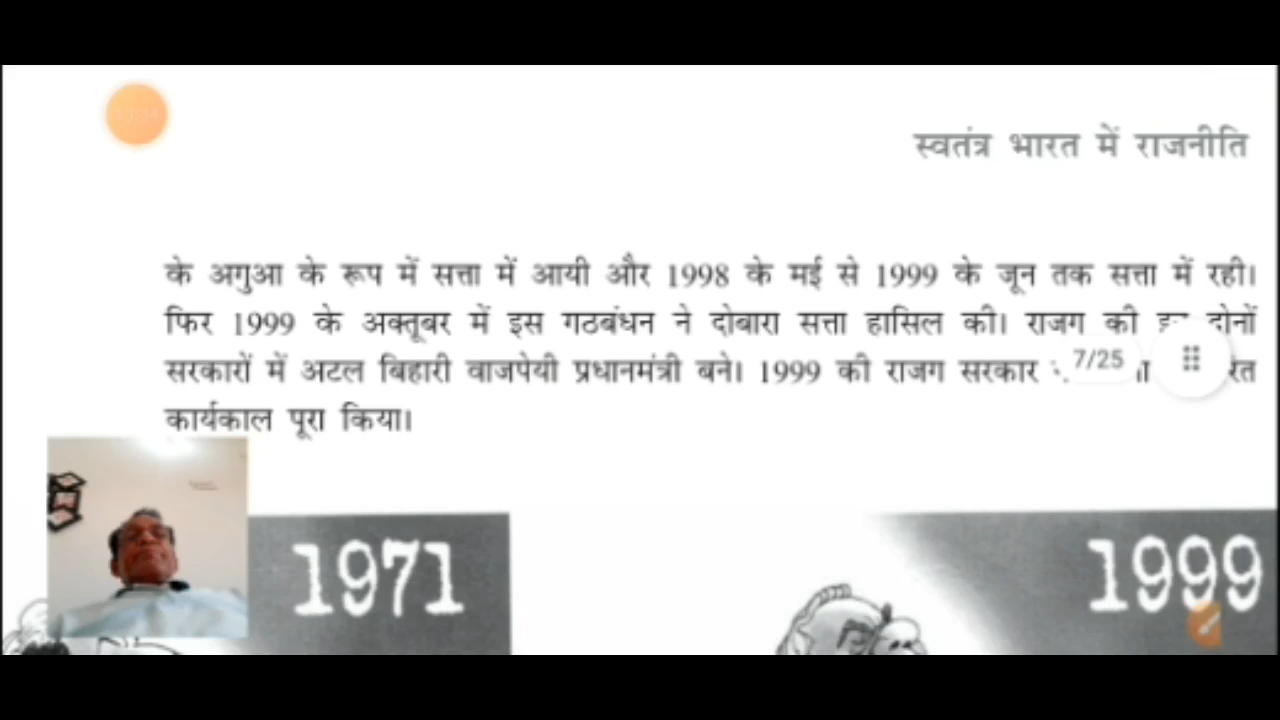 स्वतंत्र भारत में राजनीति
के अगुआ के रूप में सत्ता में आयी और 1998 के मई से 1999 के जून तक सत्ता में रही।
फिर 1999 के अक्तूबर में इस गठबंधन ने दोबारा सत्ता हासिल की। राजग की दोनों
सरकारों में अटल बिहारी वाजपेयी प्रधानमंत्री बने। 1999 की राजग सरकार
7/25
कार्यकाल पूरा किया।
1971
1999